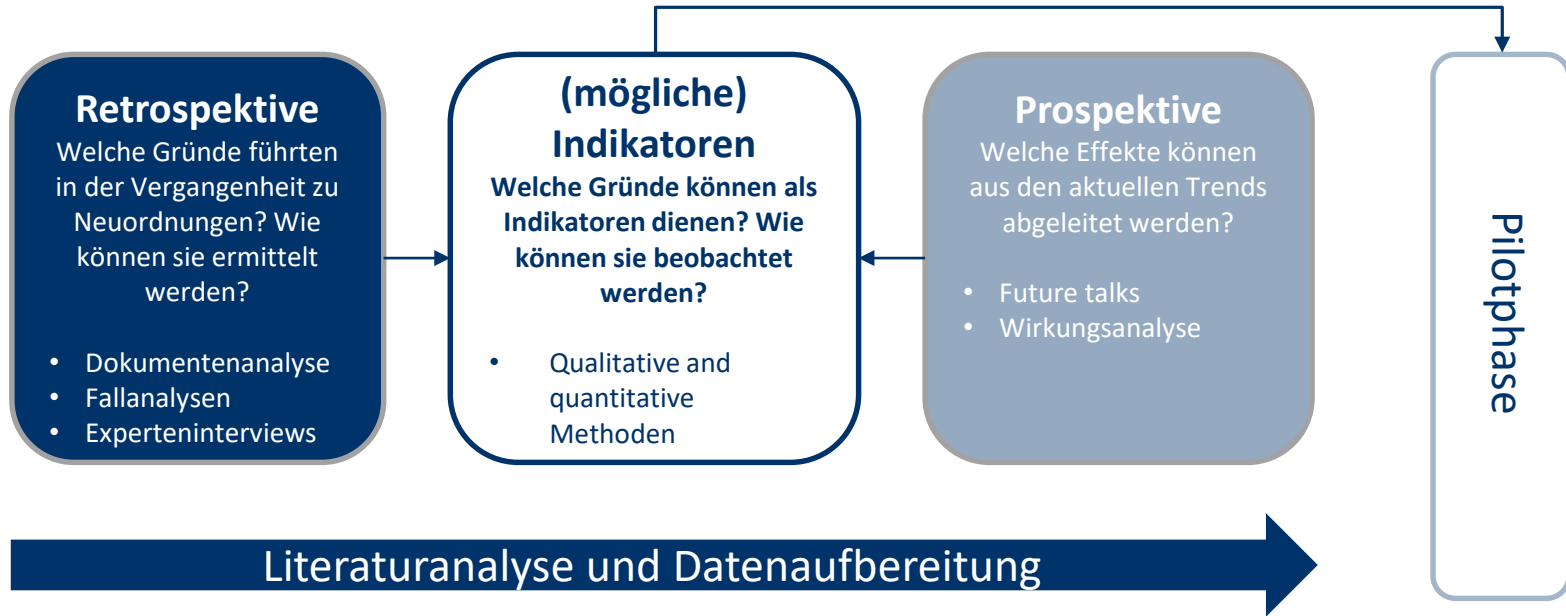 Retrospektive
Welche Gründe führten
in der Vergangenheit zu
Neuordnungen? Wie
können sie ermittelt
werden?
• Dokumentenanalyse
• Fallanalysen
• Experteninterviews
(mögliche)
Indikatoren
Welche Gründe können als
Indikatoren dienen? Wie
können sie beobachtet
werden?
• Qualitative and
quantitative
Methoden
Prospektive
Welche Effekte können
aus den aktuellen Trends
abgeleitet werden?
• Future talks
• Wirkungsanalyse
Pilotphase
Literaturanalyse und Datenaufbereitung